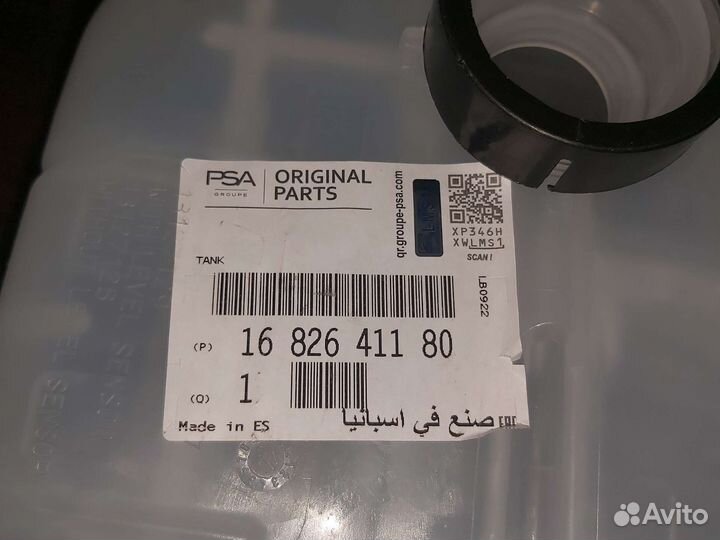 PSA
GROUPE
ORIGINAL
PARTS
qr.groupe-psa.com
XP346H
XWLMS1
SCAN!
TANK
LB0922
(P) 16 826 411 80
(Q) 1
Made in ES
صنع في اسبانيا
EAC
Avito